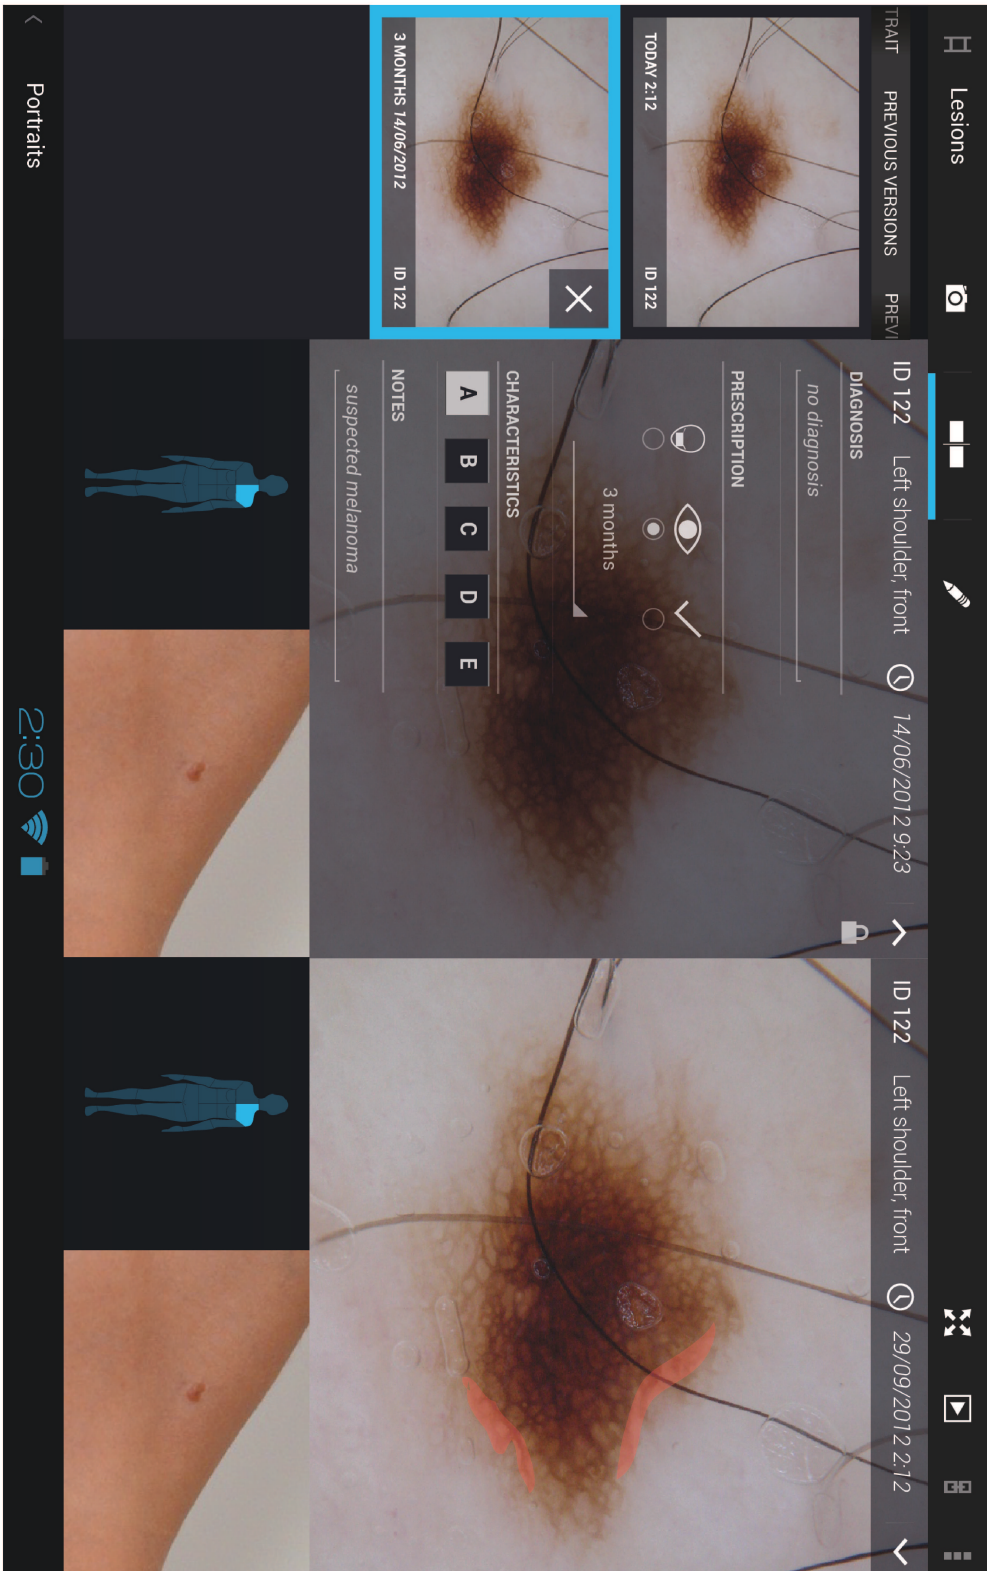 Lesions
TRAIT PREVIOUS VERSIONS PREVI
TODAY 2:12 ID 122
3 MONTHS 14/06/2012 ID 122
ID 122 Left shoulder, front 14/06/2012 9:23
DIAGNOSIS
no diagnosis
PRESCRIPTION
3 months
CHARACTERISTICS
A B C D E
NOTES
suspected melanoma
ID 122 Left shoulder, front 29/09/2012 2:12
Portraits
2:30